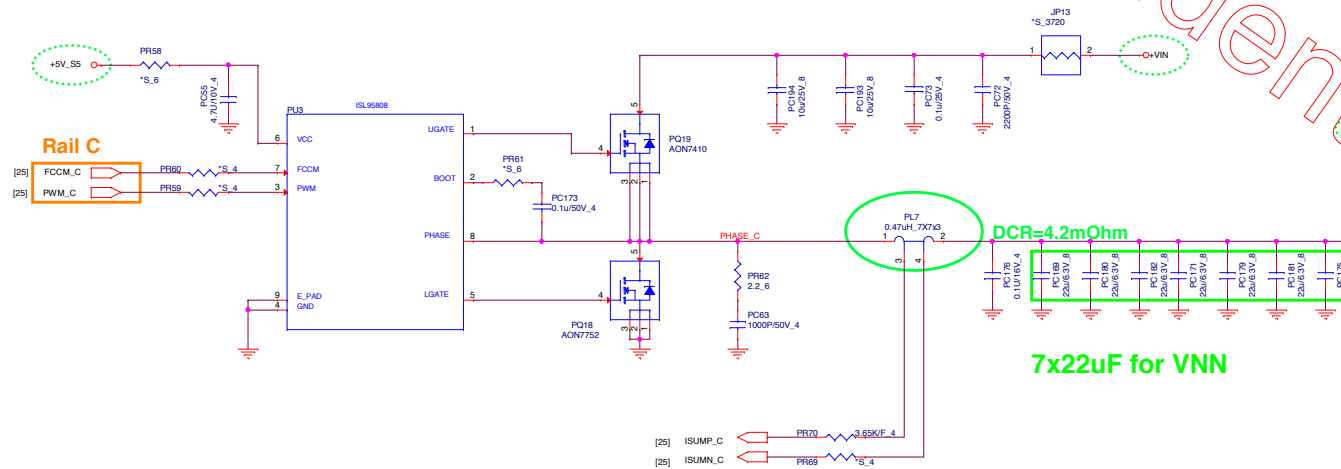 JP13
*S_3720
1
2
+VIN
+5V_S5
PR58
*S_6
PC55
4.7U/10V_4
PU3
ISL95808
6
VCC
UGATE
1
4
5
PQ19
AON7410
3
2
1
PC194
10u/25V_8
PC193
10u/25V_8
PC73
0.1u/25V_4
PC72
2200P/50V_4
Rail C
[25] FCCM_C
PR60
*S_4
7
FCCM
[25] PWM_C
PR59
*S_4
3
PWM
BOOT
2
PR61
*S_6
PC173
0.1u/50V_4
PHASE
8
PHASE_C
PL7
0.47uH_7X7x3
1
2
3
4
DCR=4.2mOhm
PC176
0.1U/16V_4
PC169
22u/6.3V_8
PC180
22u/6.3V_8
PC182
22u/6.3V_8
PC171
22u/6.3V_8
PC179
22u/6.3V_8
PC181
22u/6.3V_8
9
E_PAD
4
GND
LGATE
5
4
5
PQ18
AON7752
3
2
1
PR62
2.2_6
PC63
1000P/50V_4
7x22uF for VNN
[25] ISUMP_C
PR70
3.65K/F_4
[25] ISUMN_C
PR69
*S_4